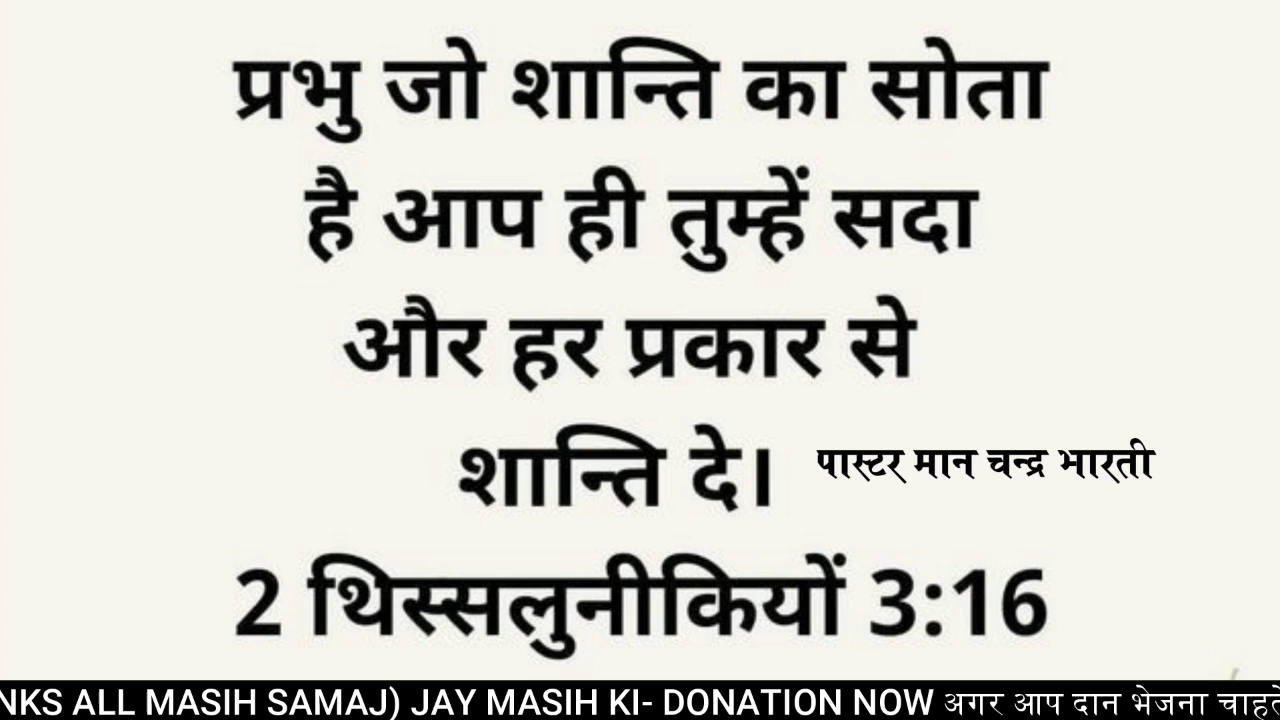 प्रभु जो शान्ति का सोता
है आप ही तुम्हें सदा
और हर प्रकार से
शान्ति दे।
पास्टर मान चन्द्र भारती
2 थिस्सलुनीकियों 3:16
NKS ALL MASIH SAMAJ) JAY MASIH KI- DONATION NOW अगर आप दान भेजना चाहते